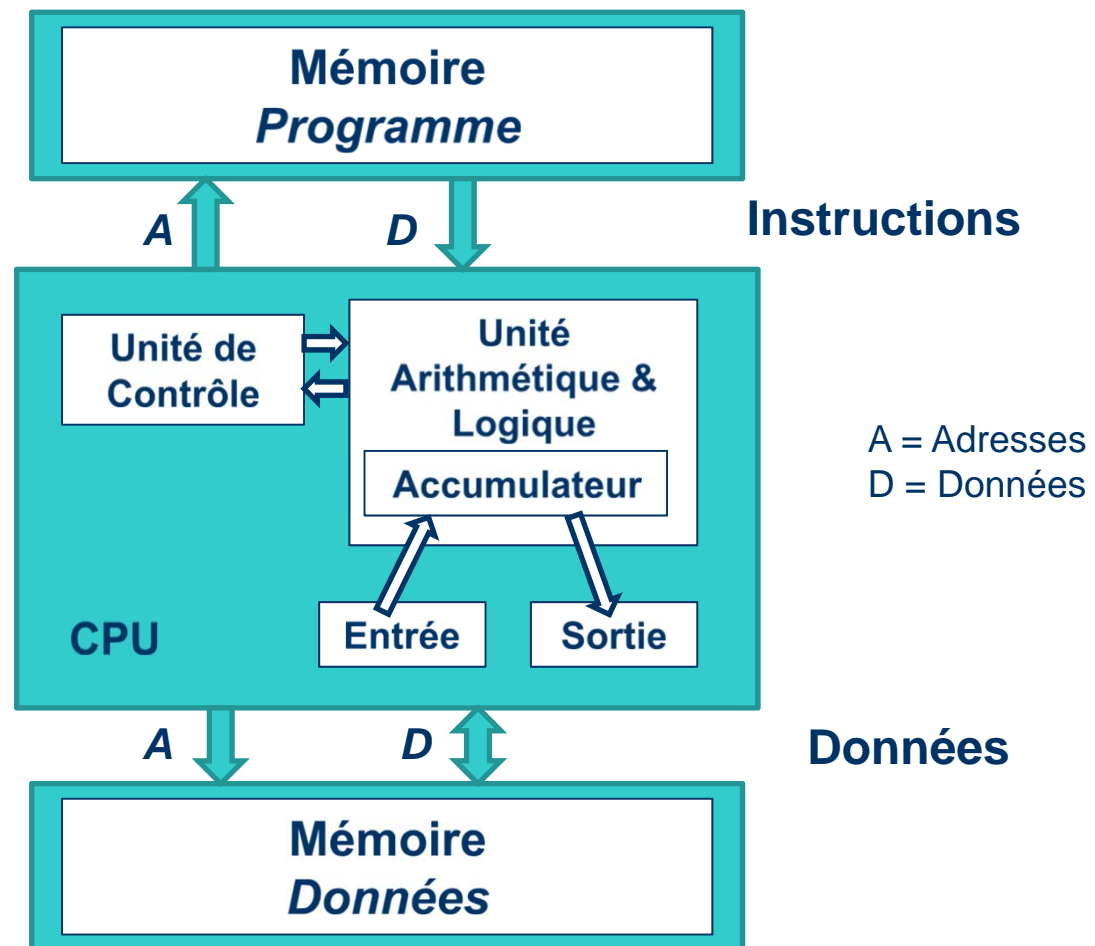 Mémoire
Programme
A
D
Instructions
Unité de
Contrôle
Unité
Arithmétique &
Logique
Accumulateur
A = Adresses
D = Données
Entrée
Sortie
CPU
A
D
Données
Mémoire
Données